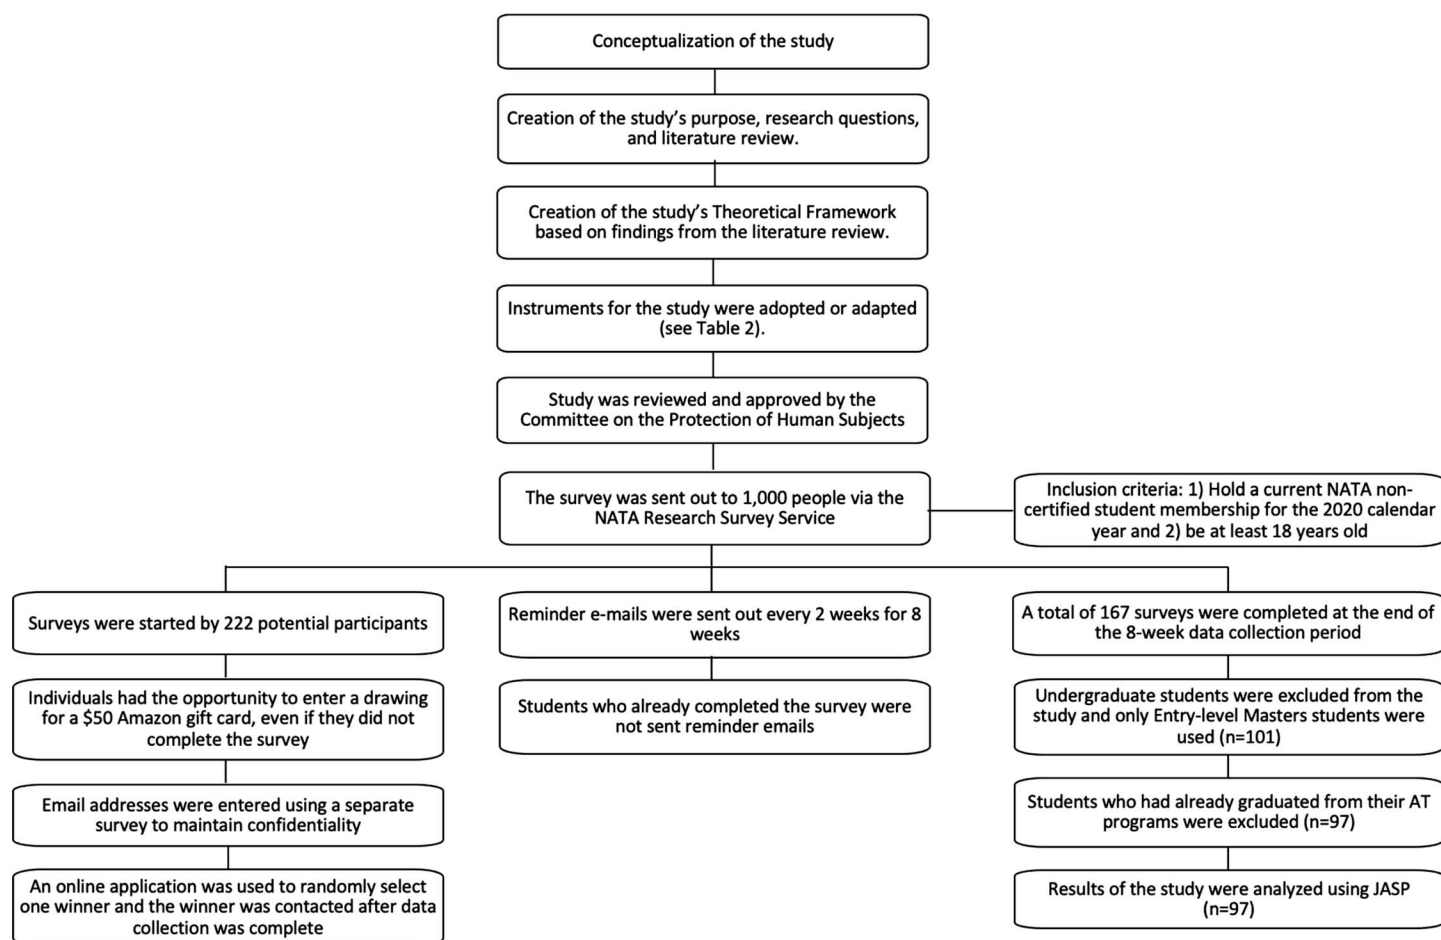 Conceptualization of the study
Creation of the study's purpose, research questions,
and literature review.
Creation of the study's Theoretical Framework
based on findings from the literature review.
Instruments for the study were adopted or adapted
(see Table 2).
Study was reviewed and approved by the
Committee on the Protection of Human Subjects
The survey was sent out to 1,000 people via the
NATA Research Survey Service
Inclusion criteria: 1) Hold a current NATA non-
certified student membership for the 2020 calendar
year and 2) be at least 18 years old
Surveys were started by 222 potential participants
Individuals had the opportunity to enter a drawing
for a $50 Amazon gift card, even if they did not
complete the survey
Email addresses were entered using a separate
survey to maintain confidentiality
An online application was used to randomly select
one winner and the winner was contacted after data
collection was complete
Reminder e-mails were sent out every 2 weeks for 8
weeks
Students who already completed the survey were
not sent reminder emails
A total of 167 surveys were completed at the end of
the 8-week data collection period
Undergraduate students were excluded from the
study and only Entry-level Masters students were
used (n=101)
Students who had already graduated from their AT
programs were excluded (n=97)
Results of the study were analyzed using JASP
(n=97)